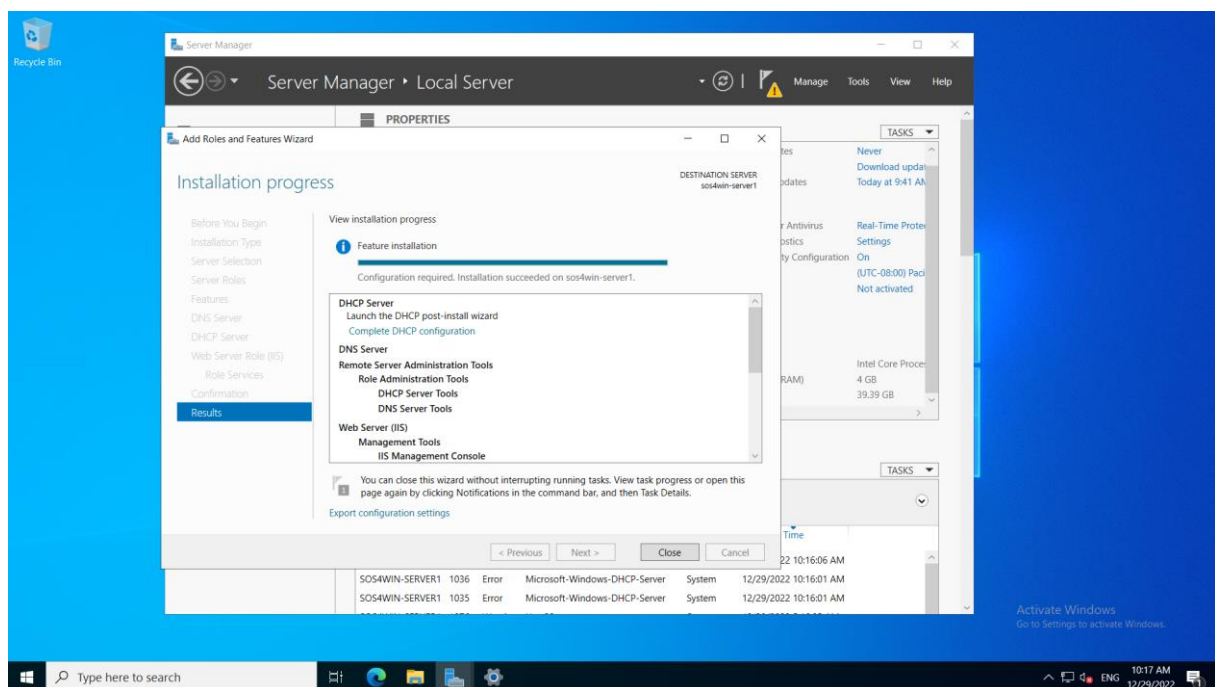 Recycle Bin
Server Manager
Server Manager ‣ Local Server
Manage Tools View Help
PROPERTIES
TASKS
Add Roles and Features Wizard
Installation progress
DESTINATION SERVER
sos4win-server1
Before You Begin
Installation Type
Server Selection
Server Roles
Features
DNS Server
DHCP Server
Web Server Role (IIS)
Role Services
Confirmation
Results
View installation progress
Feature installation
Configuration required. Installation succeeded on sos4win-server1.
DHCP Server
Launch the DHCP post-install wizard
Complete DHCP configuration
DNS Server
Remote Server Administration Tools
Role Administration Tools
DHCP Server Tools
DNS Server Tools
Web Server (IIS)
Management Tools
IIS Management Console
1
You can close this wizard without interrupting running tasks. View task progress or open this
page again by clicking Notifications in the command bar, and then Task Details.
Export configuration settings
< Previous
Next >
Close
Cancel
Never
Download
Today at 9:41
Antivirus Real-Time
Settings
Configuration On
(UTC-08:00)
Not activated
Intel Core
RAM) 4 GB
39.39 GB
TASKS
Time
22 10:16:06 AM
SOS4WIN-SERVER1 1036 Error Microsoft-Windows-DHCP-Server System 12/29/2022 10:16:01 AM
SOS4WIN-SERVER1 1035 Error Microsoft-Windows-DHCP-Server System 12/29/2022 10:16:01 AM
Activate Windows
Go to Settings to activate Windows.
Type here to search
ENG
10:17 AM
12/29/2022